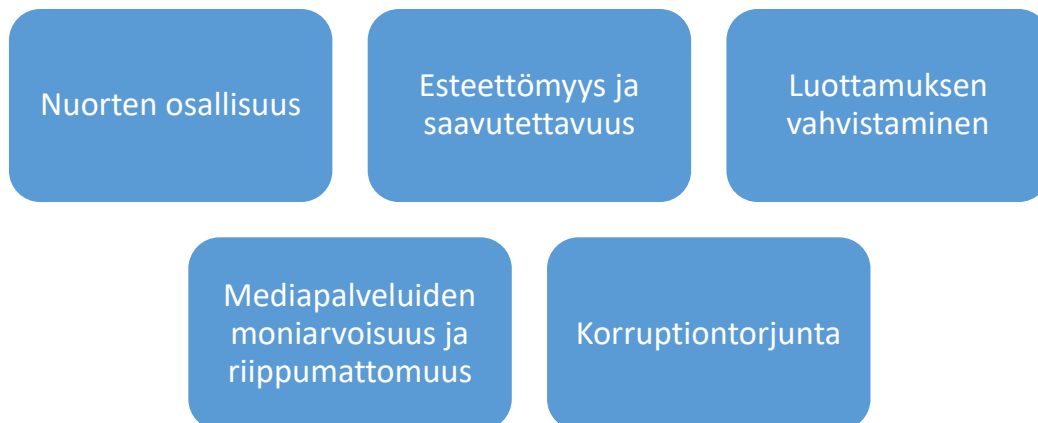 Nuorten osallisuus
Esteettömyys ja
saavutettavuus
Luottamuksen
vahvistaminen
Mediapalveluiden
moniarvoisuus ja
riippumattomuus
Korruptiontorjunta